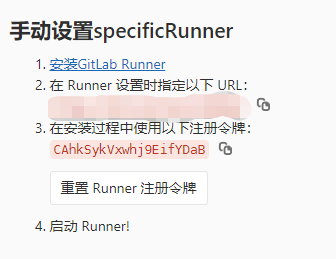 手动设置specificRunner
1. 安装GitLab Runner
2. 在 Runner 设置时指定以下 URL：
3. 在安装过程中使用以下注册令牌：
CAhkSykVxwhj9EifYDaB
重置 Runner 注册令牌
4. 启动 Runner!